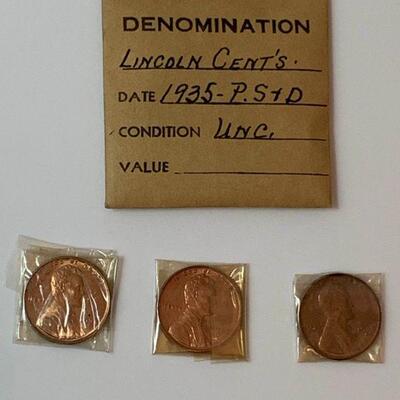 DENOMINATION
LINCOLN CENT'S.
DATE 1935-P.S+D
CONDITION UNC.
VALUE